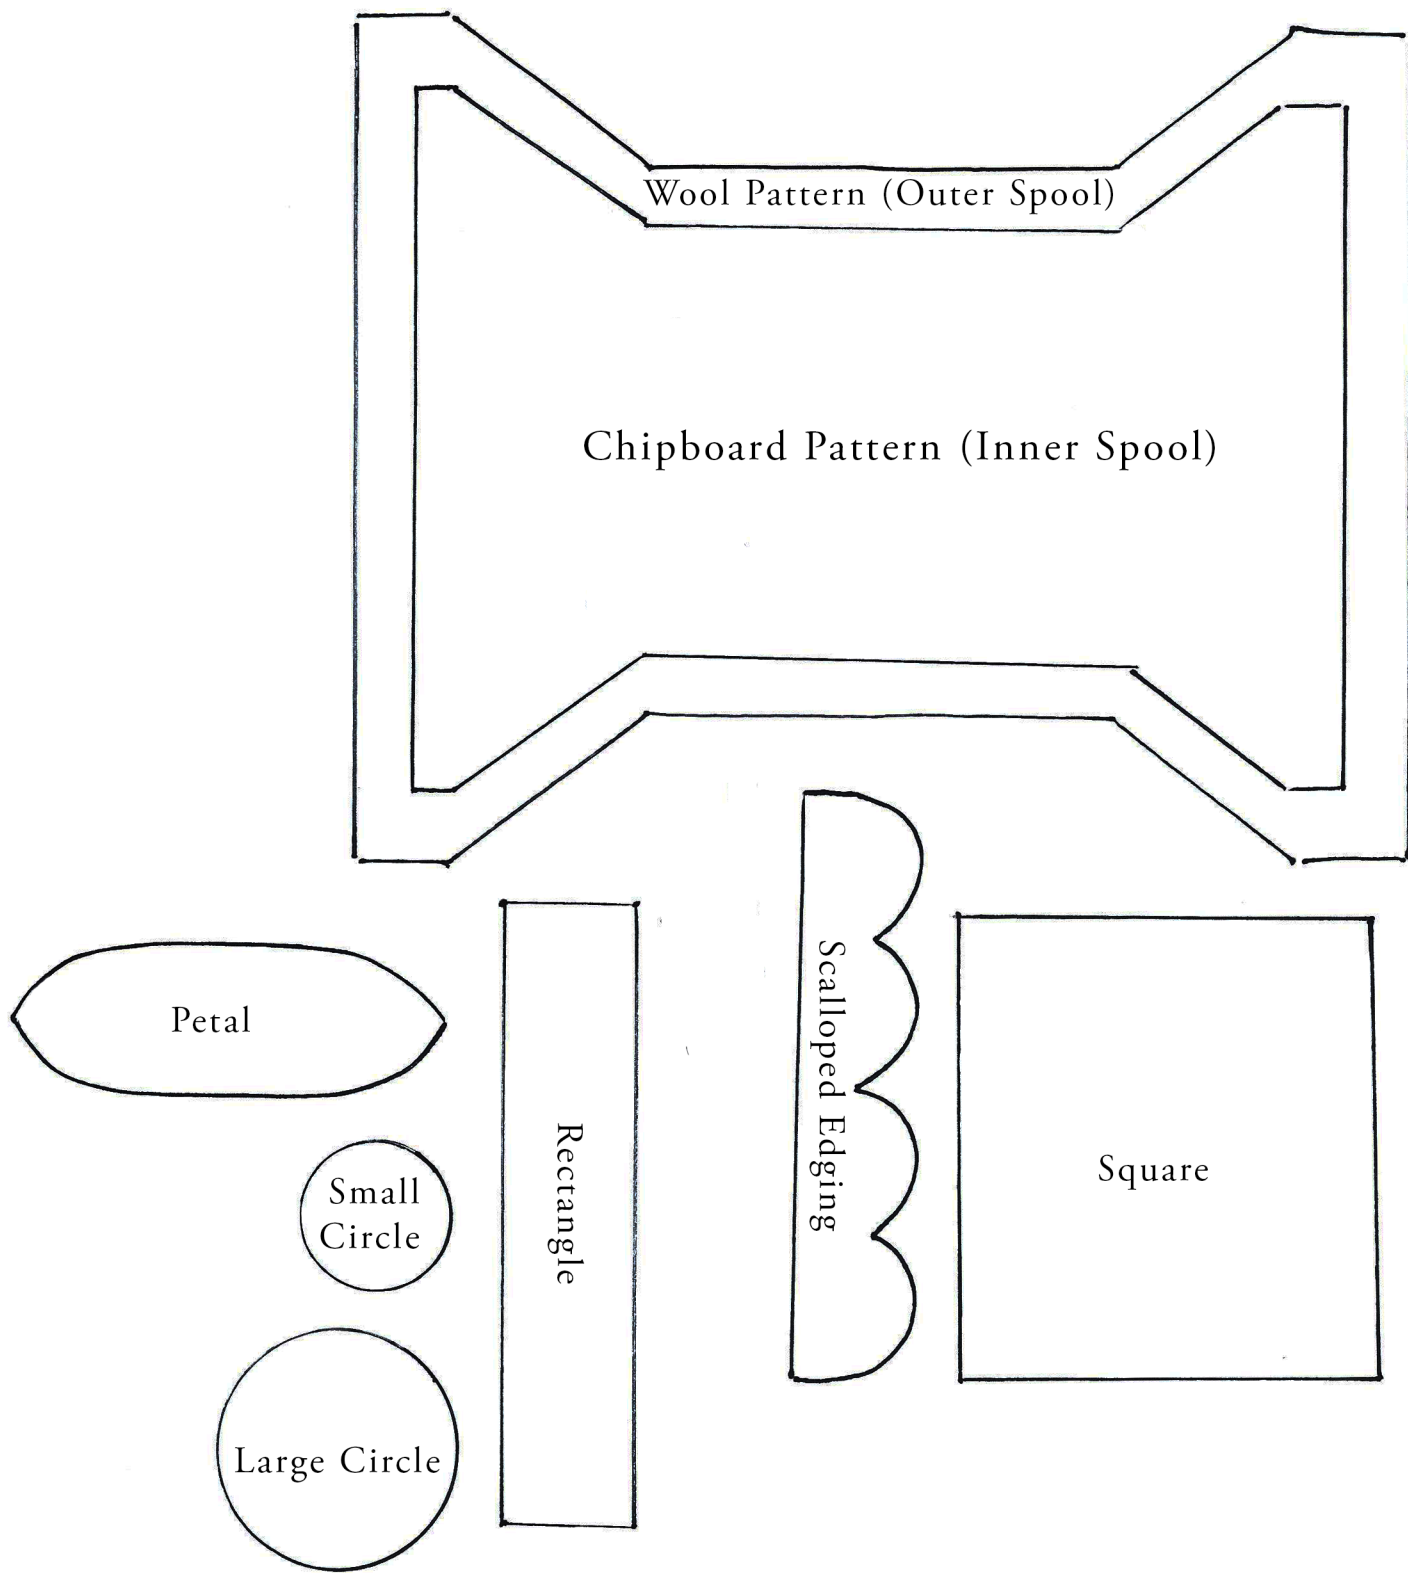 Wool Pattern (Outer Spool)
Chipboard Pattern (Inner Spool)
Petal
Small
Circle
Large Circle
Rectangle
Scalloped Edging
Square